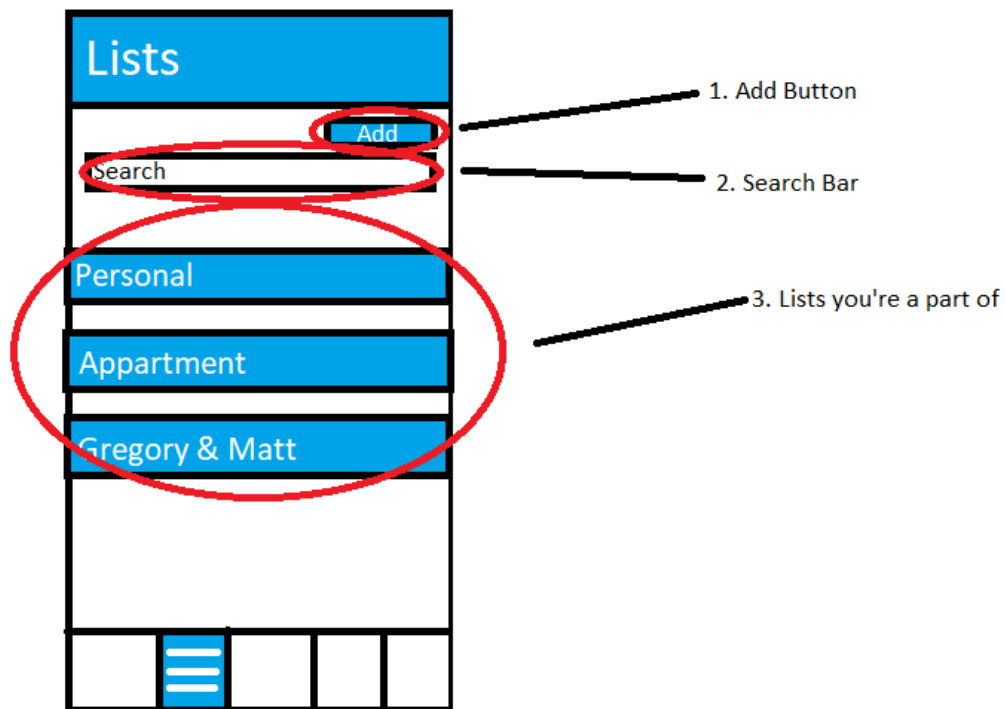 Lists
Add
1. Add Button
Search
2. Search Bar
Personal
3. Lists you're a part of
Appartment
Gregory & Matt